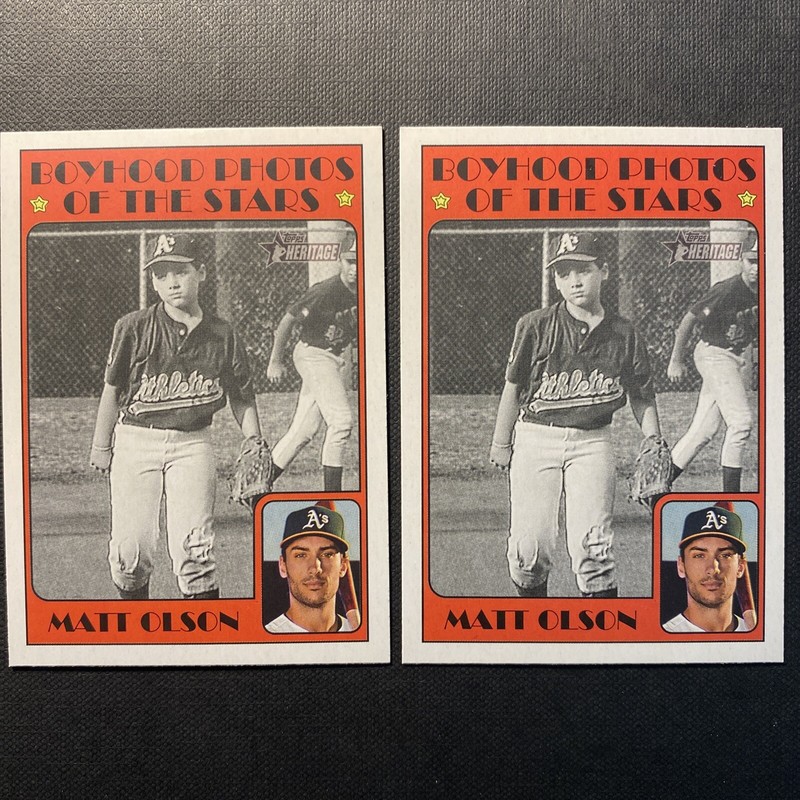 BOYHOOD PHOTOS
OF THE STARS
TOPPS
HERITAGE
A's
Athletics
A's
MATT OLSON
BOYHOOD PHOTOS
OF THE STARS
TOPPS
HERITAGE
A's
Athletics
A's
MATT OLSON